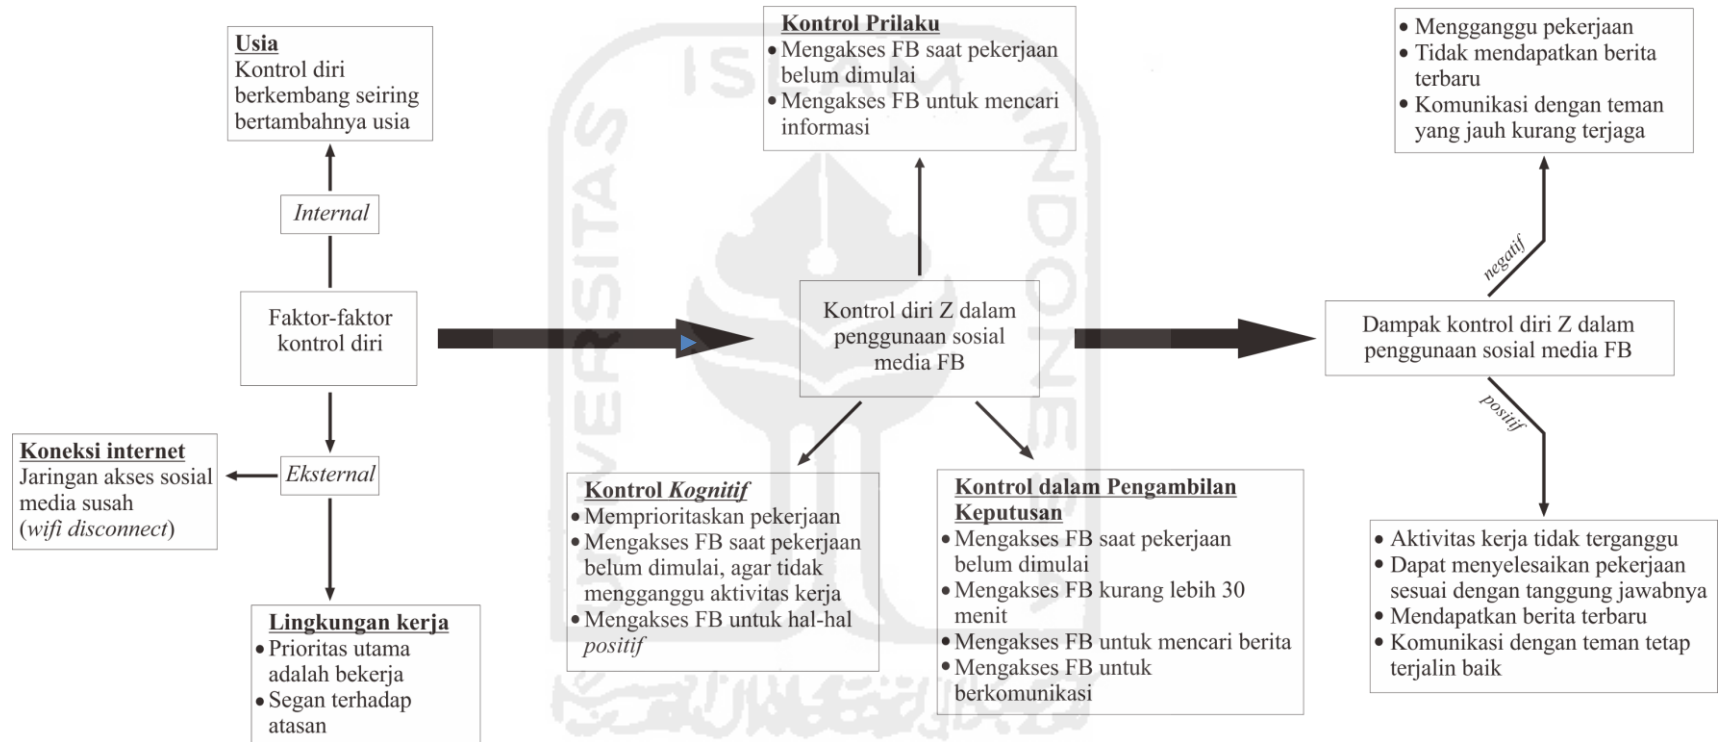 Usia
Kontrol diri
berkembang seiring
bertambahnya usia
Internal
Faktor-faktor
kontrol diri
Eksternal
Koneksi internet
Jaringan akses sosial
media susah
(wifi disconnect)
Lingkungan kerja
• Prioritas utama
adalah bekerja
• Segan terhadap
atasan
Kontrol Prilaku
• Mengakses FB saat pekerjaan
belum dimulai
• Mengakses FB untuk mencari
informasi
Kontrol diri Z dalam
penggunaan sosial
media FB
Kontrol Kognitif
• Memprioritaskan pekerjaan
• Mengakses FB saat pekerjaan
belum dimulai, agar tidak
mengganggu aktivitas kerja
• Mengakses FB untuk hal-hal
positif
Kontrol dalam Pengambilan
Keputusan
• Mengakses FB saat pekerjaan
belum dimulai
• Mengakses FB kurang lebih 30
menit
• Mengakses FB untuk mencari berita
• Mengakses FB untuk
berkomunikasi
• Mengganggu pekerjaan
• Tidak mendapatkan berita
terbaru
• Komunikasi dengan teman
yang jauh kurang terjaga
negatif
Dampak kontrol diri Z dalam
penggunaan sosial media FB
positif
• Aktivitas kerja tidak terganggu
• Dapat menyelesaikan pekerjaan
sesuai dengan tanggung jawabnya
• Mendapatkan berita terbaru
• Komunikasi dengan teman tetap
terjalin baik
UNIVERSITAS
ISLAM
INDONESIA